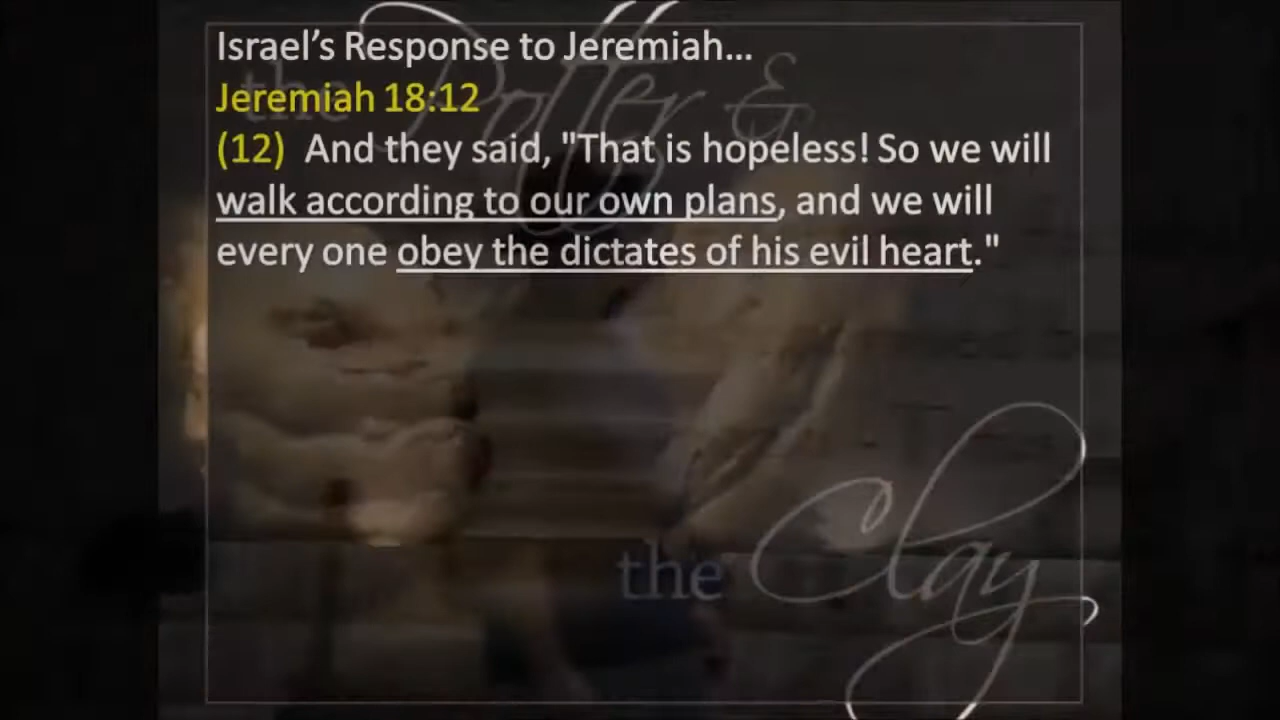 Israel’s Response to Jeremiah…
Jeremiah 18:12
(12)  And they said, "That is hopeless! So we will
walk according to our own plans, and we will
every one obey the dictates of his evil heart."
the Potter &
the Clay